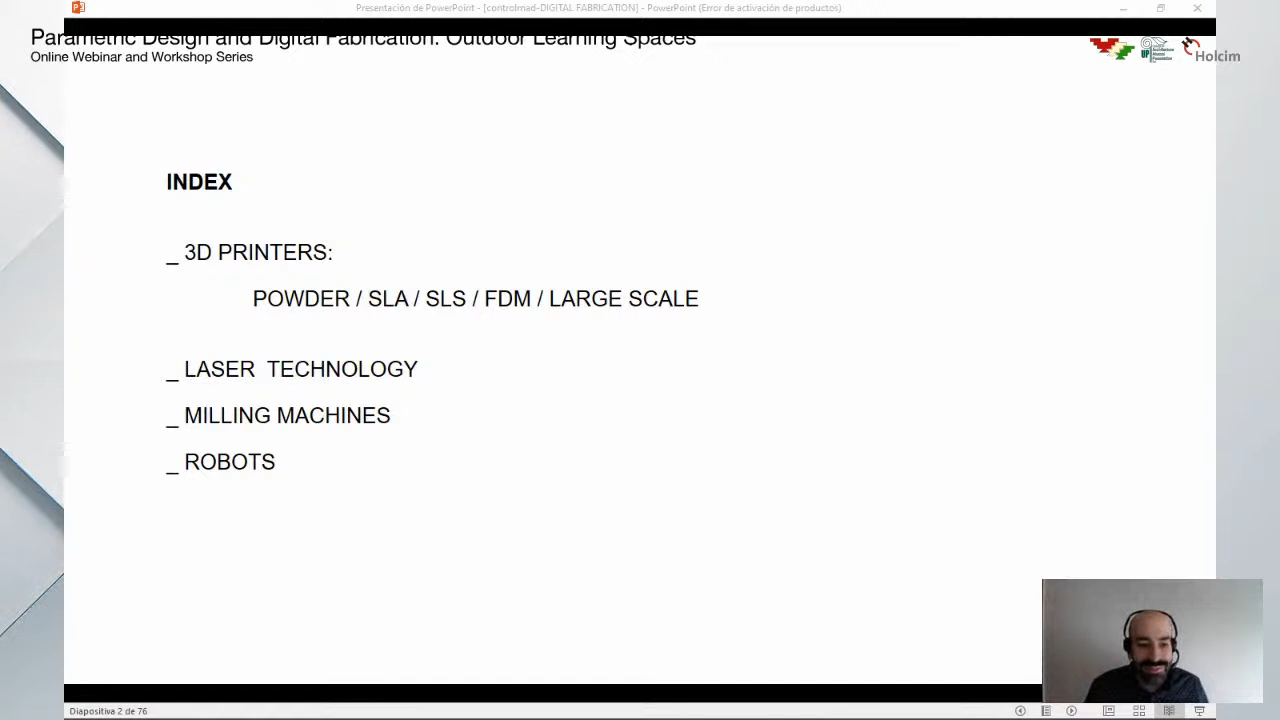 Presentación de PowerPoint - [controlmad-DIGITAL FABRICATION] - PowerPoint (Error de activación de productos)
Parametric Design and Digital Fabrication: Outdoor Learning Spaces
Online Webinar and Workshop Series
UP
Holcim
INDEX
_ 3D PRINTERS:
POWDER / SLA / SLS / FDM / LARGE SCALE
_ LASER TECHNOLOGY
_ MILLING MACHINES
_ ROBOTS
Diapositiva 2 de 76